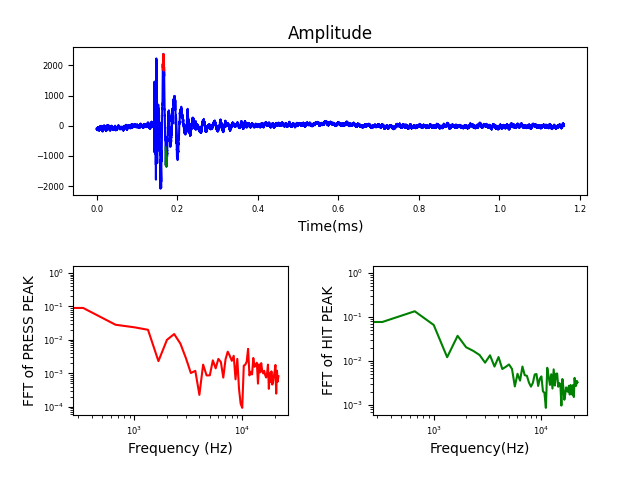 Amplitude
2000
1000
0
−1000
−2000
0.0 0.2 0.4 0.6 0.8 1.0 1.2
Time(ms)
FFT of PRESS PEAK
10⁰
10⁻¹
10⁻²
10⁻³
10⁻⁴
10³ 10⁴
Frequency (Hz)
FFT of HIT PEAK
10⁰
10⁻¹
10⁻²
10⁻³
10³ 10⁴
Frequency(Hz)